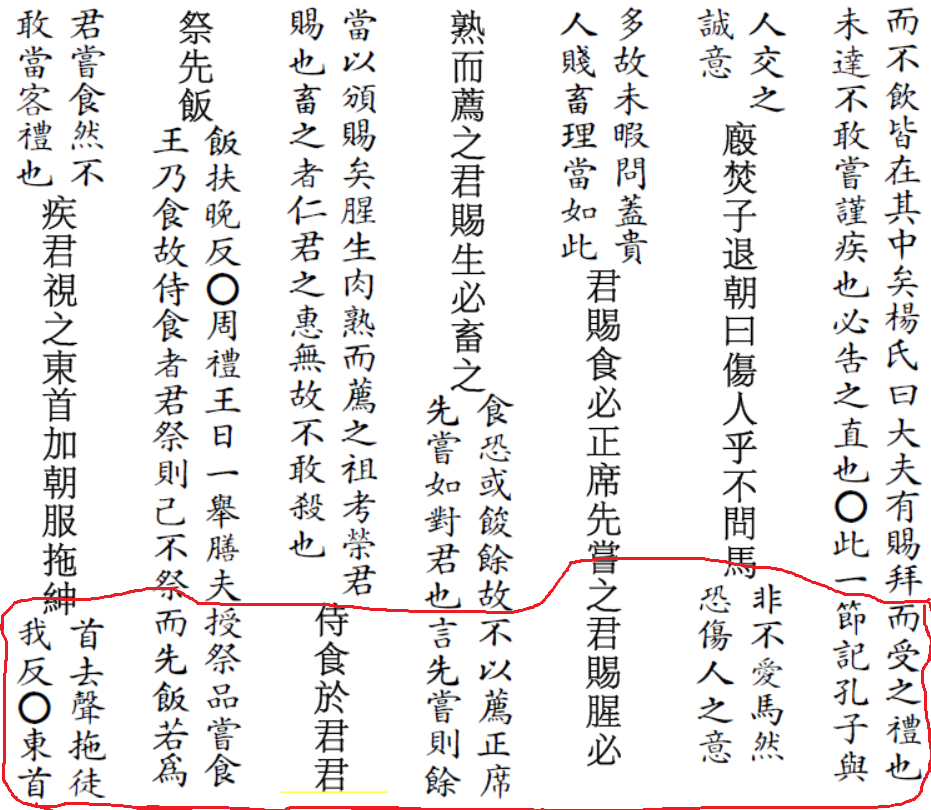 而不飲皆在其中矣楊氏曰大夫有賜拜而受之禮也
未達不敢嘗謹疾也必告之直也〇此一節記孔子與
人交之
誠意
廏焚子退朝曰傷人乎不問馬
非不愛馬然
恐傷人之意
多故未暇問蓋貴
人賤畜理當如此
君賜食必正席先嘗之君賜腥必
熟而薦之君賜生必畜之
食恐或餕餘故不以薦正席
先嘗如對君也言先嘗則餘
當以頒賜矣腥生肉熟而薦之祖考榮君
賜也畜之者仁君之惠無故不敢殺也
侍食於君君
祭先飯
飯扶晚反〇周禮王日一舉膳夫授祭品嘗食
王乃食故侍食者君祭則己不祭而先飯若爲
君嘗食然不
敢當客禮也
疾君視之東首加朝服拖紳
首去聲拖徒
我反〇東首